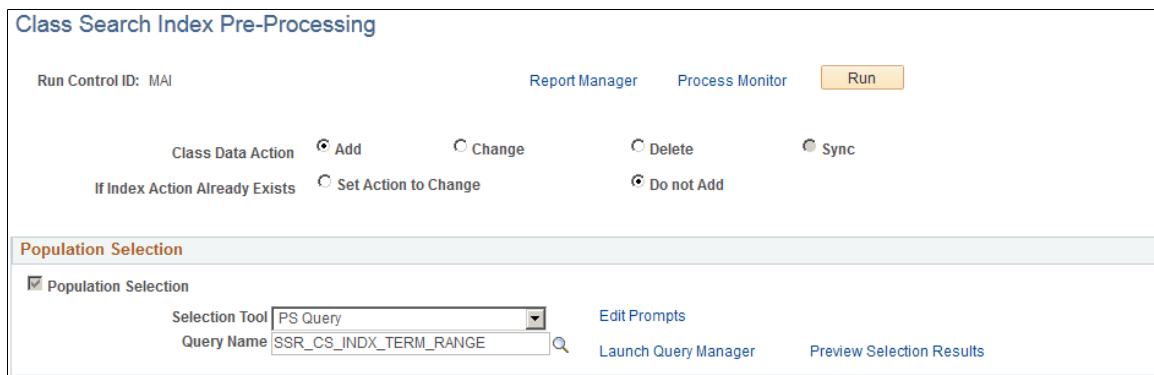 Class Search Index Pre-Processing
Run Control ID: MAI Report Manager Process Monitor Run
Class Data Action Add Change Delete Sync
If Index Action Already Exists Set Action to Change Do not Add
Population Selection
Population Selection
Selection Tool PS Query Edit Prompts
Query Name SSR_CS_INDX_TERM_RANGE Launch Query Manager Preview Selection Results